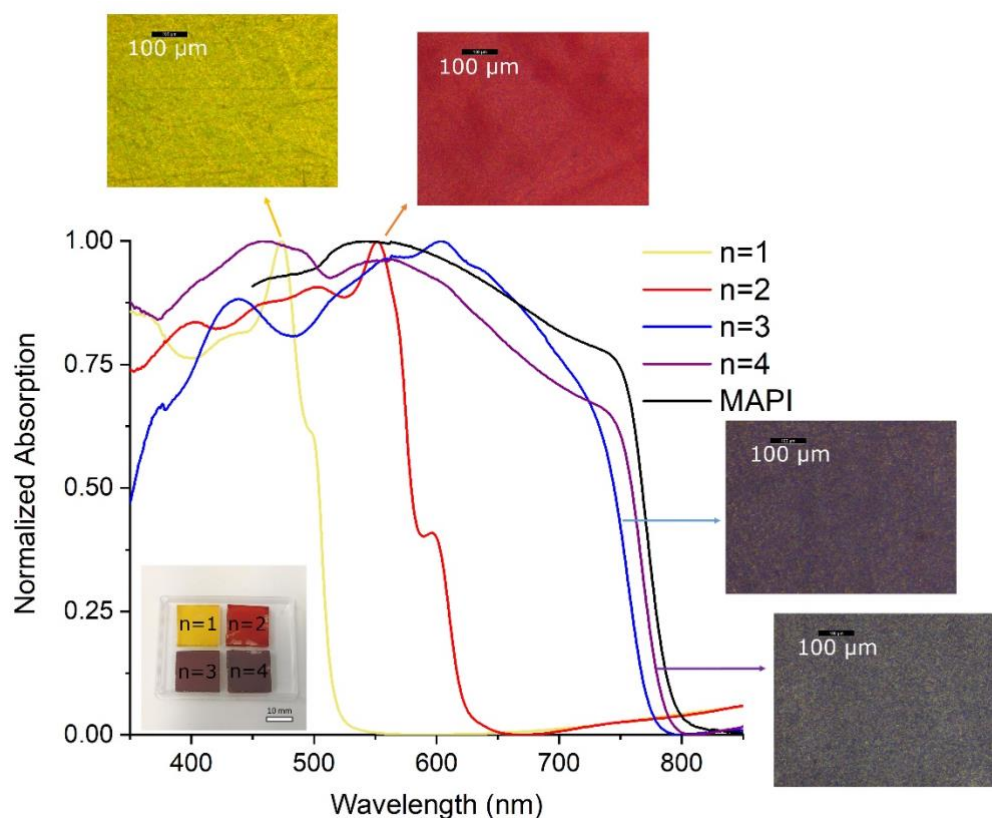 100 µm
100 µm
n=1
n=2
n=3
n=4
MAPI
1.00
0.75
0.50
0.25
0.00
Normalized Absorption
100 µm
100 µm
n=1 n=2
n=3 n=4
10 mm
400 500 600 700 800
Wavelength (nm)